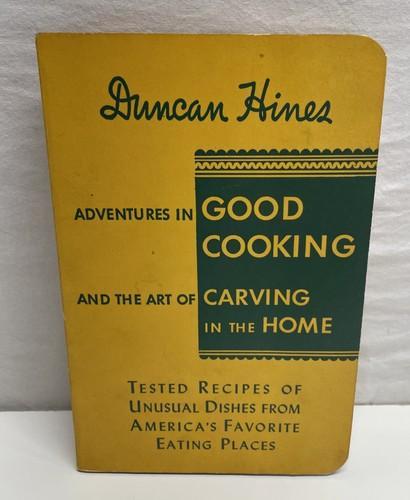 Duncan Hines
ADVENTURES IN GOOD
COOKING
AND THE ART OF CARVING
IN THE HOME
TESTED RECIPES OF
UNUSUAL DISHES FROM
AMERICA'S FAVORITE
EATING PLACES